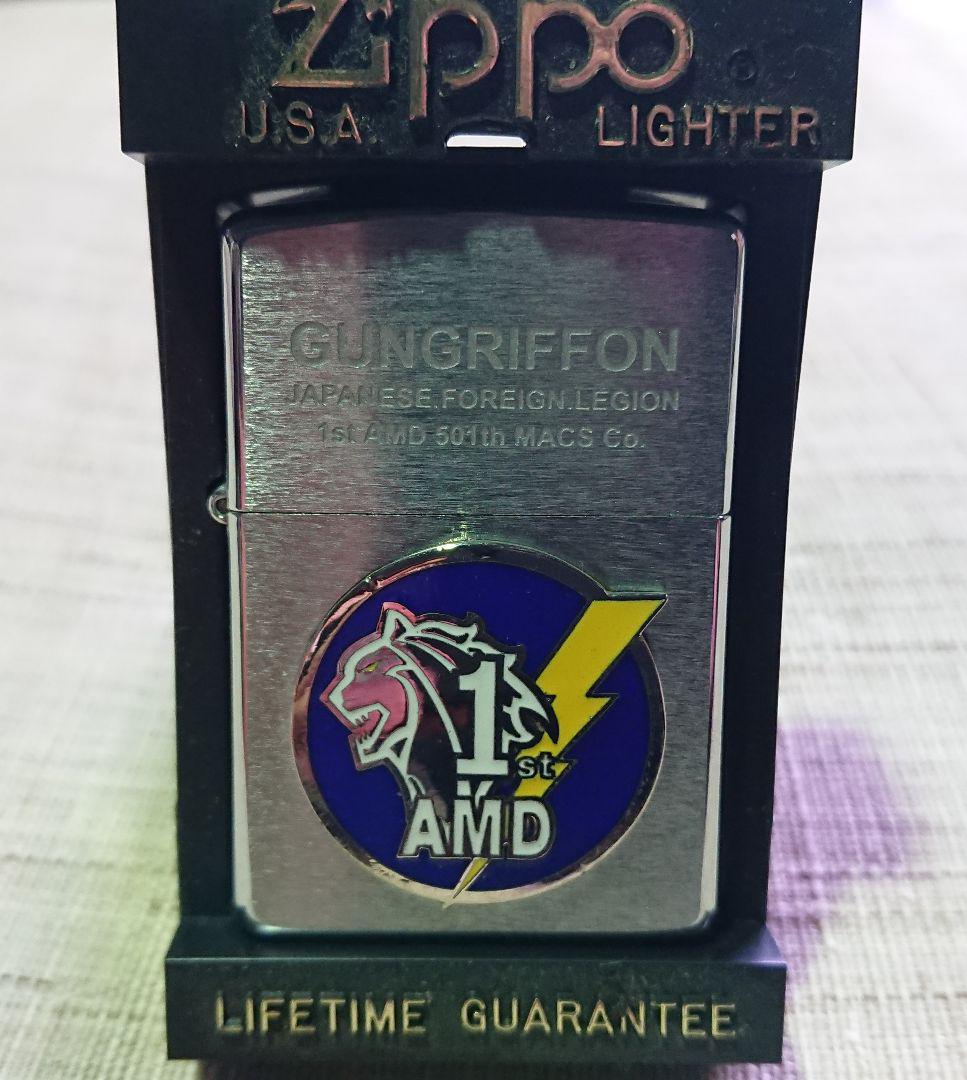 Zippo®
U.S.A. LIGHTER
GUNGRIFFON
JAPANESE.FOREIGN.LEGION
1st AMD 501th MACS Co.
1st
AMD
LIFETIME GUARANTEE